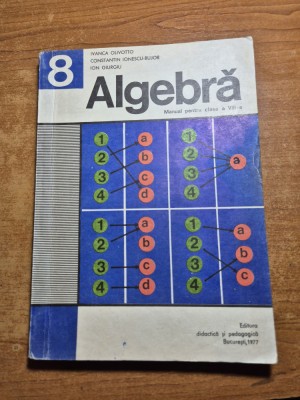 8
IVANCA OLIVOTTO
CONSTANTIN IONESCU-BUJOR
ION GIURGIU
Algebră
Manual pentru clasa a VIII-a
1 a
2 b
3 c
4 d
1
2 a
3
4
1 a
2 b
3 c
4 d
1 a
2
3 b
4 c
Editura
didactică și pedagogică
București, 1977